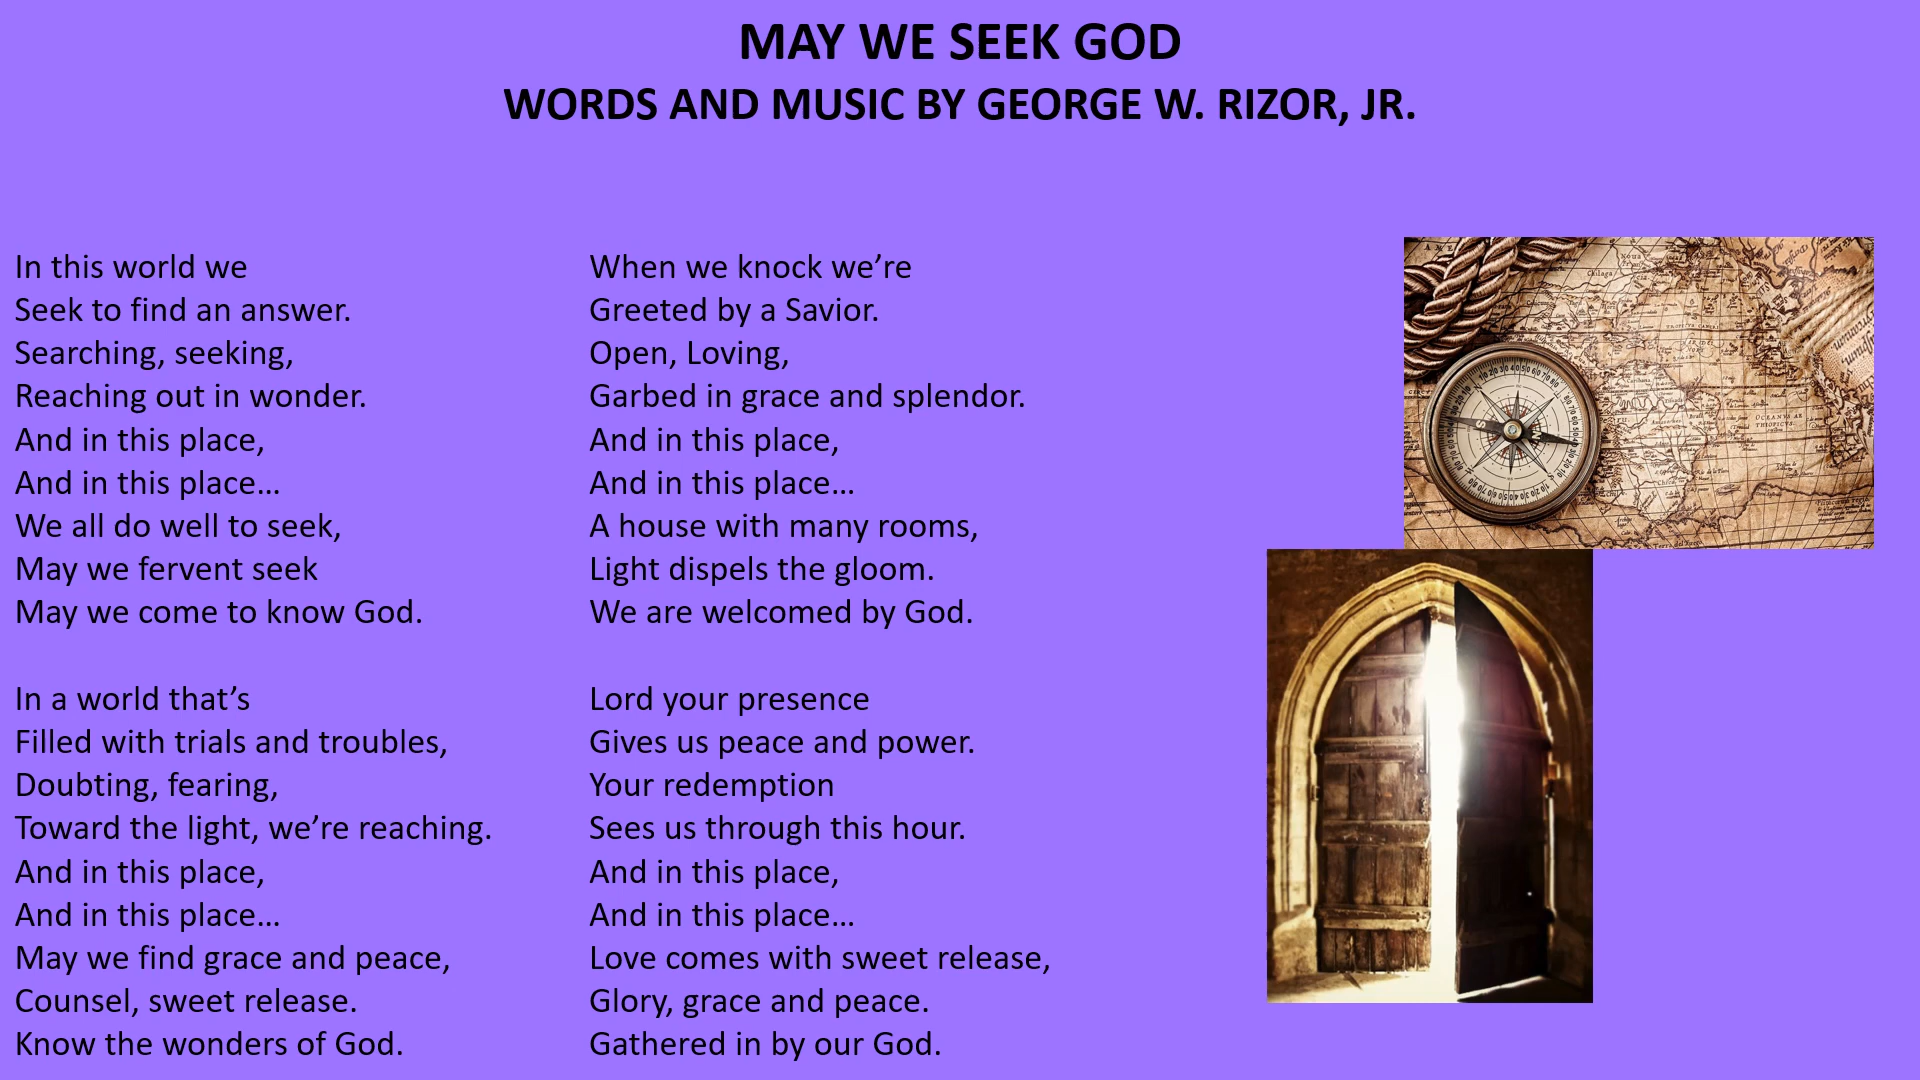 MAY WE SEEK GOD
WORDS AND MUSIC BY GEORGE W. RIZOR, JR.
In this world we
Seek to find an answer.
Searching, seeking,
Reaching out in wonder.
And in this place,
And in this place…
We all do well to seek,
May we fervent seek
May we come to know God.
In a world that’s
Filled with trials and troubles,
Doubting, fearing,
Toward the light, we’re reaching.
And in this place,
And in this place…
May we find grace and peace,
Counsel, sweet release.
Know the wonders of God.
When we knock we’re
Greeted by a Savior.
Open, Loving,
Garbed in grace and splendor.
And in this place,
And in this place…
A house with many rooms,
Light dispels the gloom.
We are welcomed by God.
Lord your presence
Gives us peace and power.
Your redemption
Sees us through this hour.
And in this place,
And in this place…
Love comes with sweet release,
Glory, grace and peace.
Gathered in by our God.